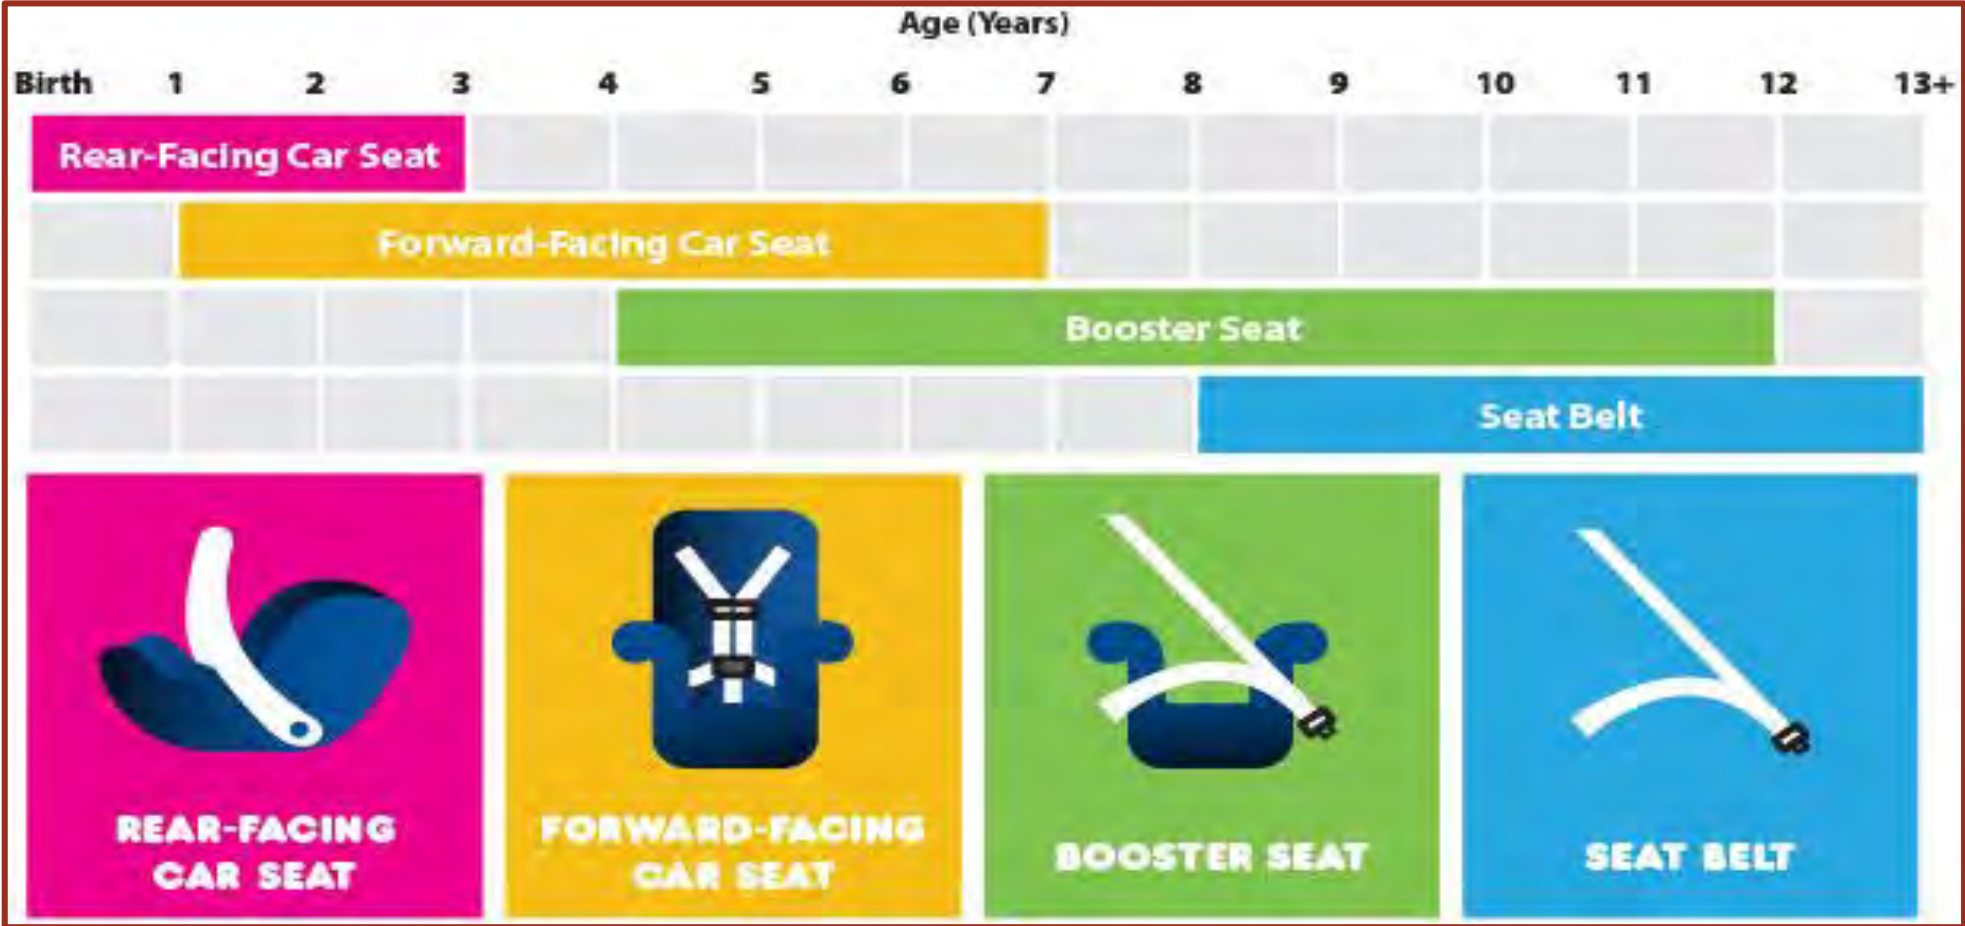 Age (Years)
Birth 1 2 3 4 5 6 7 8 9 10 11 12 13+
Rear-Facing Car Seat
Forward-Facing Car Seat
Booster Seat
Seat Belt
REAR-FACING
CAR SEAT
FORWARD-FACING
CAR SEAT
BOOSTER SEAT
SEAT BELT